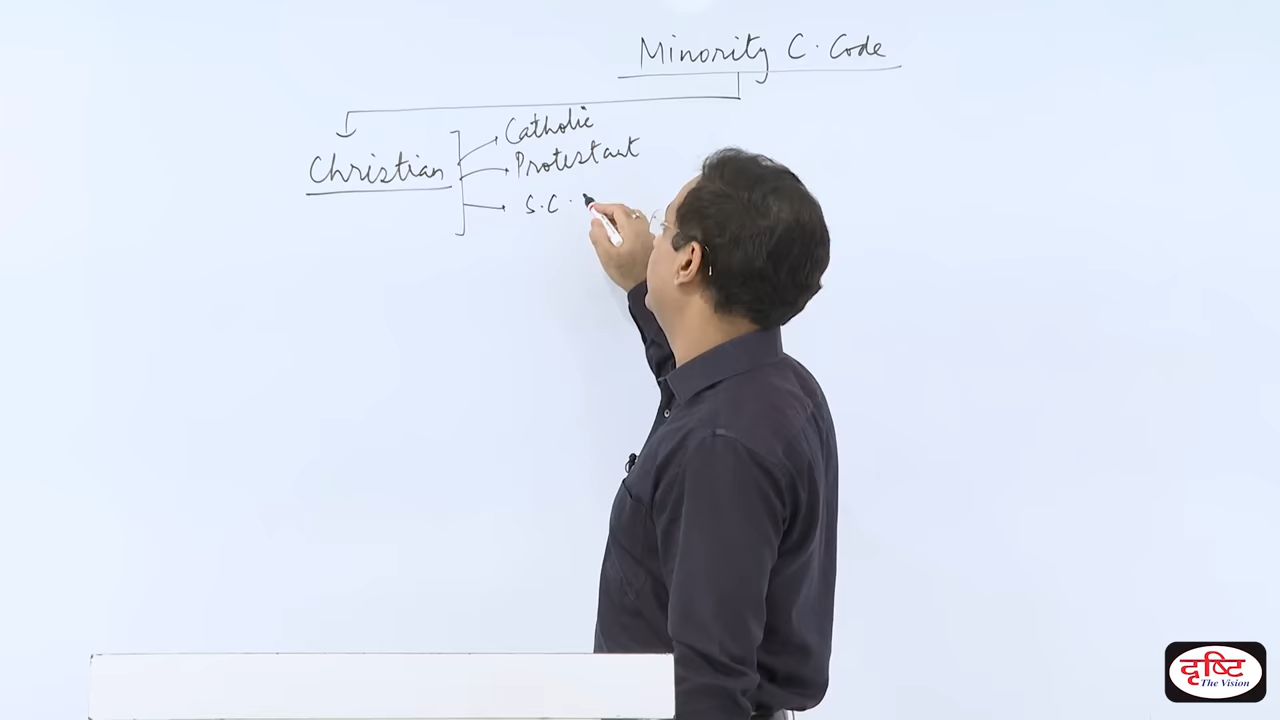 Minority C. Code
Christian
Catholic
Protestant
S.C.
दृष्टि
The Vision